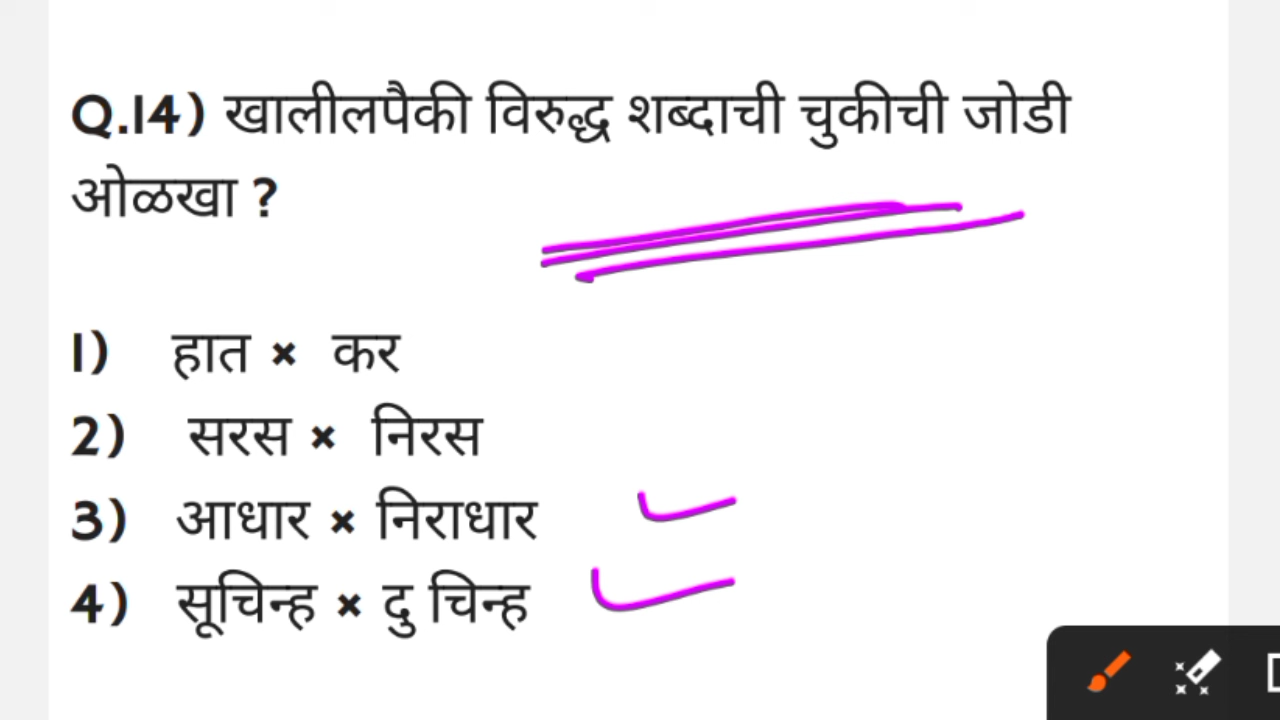 Q.14) खालीलपैकी विरुद्ध शब्दाची चुकीची जोडी
ओळखा ?
1) हात × कर
2) सरस × निरस
3) आधार × निराधार
4) सूचिन्ह × दु चिन्ह